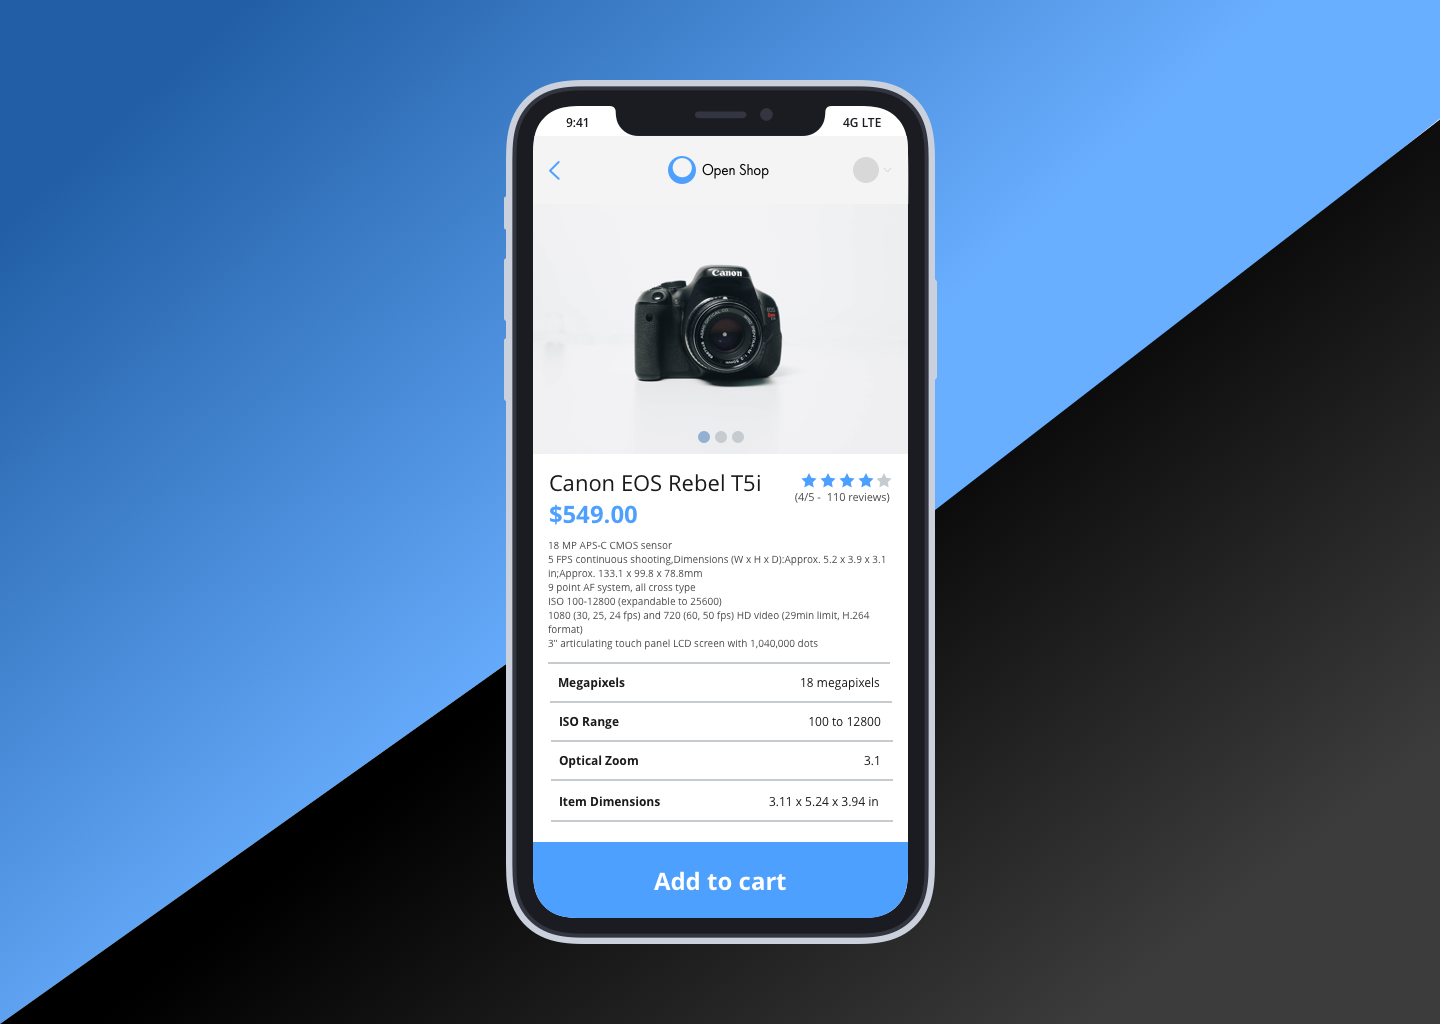 9:41
4G LTE
Open Shop
Canon
Canon EOS Rebel T5i
(4/5 -  110 reviews)
$549.00
18 MP APS-C CMOS sensor
5 FPS continuous shooting,Dimensions (W x H x D):Approx. 5.2 x 3.9 x 3.1
in;Approx. 133.1 x 99.8 x 78.8mm
9 point AF system, all cross type
ISO 100-12800 (expandable to 25600)
1080 (30, 25, 24 fps) and 720 (60, 50 fps) HD video (29min limit, H.264
format)
3" articulating touch panel LCD screen with 1,040,000 dots
Megapixels 18 megapixels
ISO Range 100 to 12800
Optical Zoom 3.1
Item Dimensions 3.11 x 5.24 x 3.94 in
Add to cart